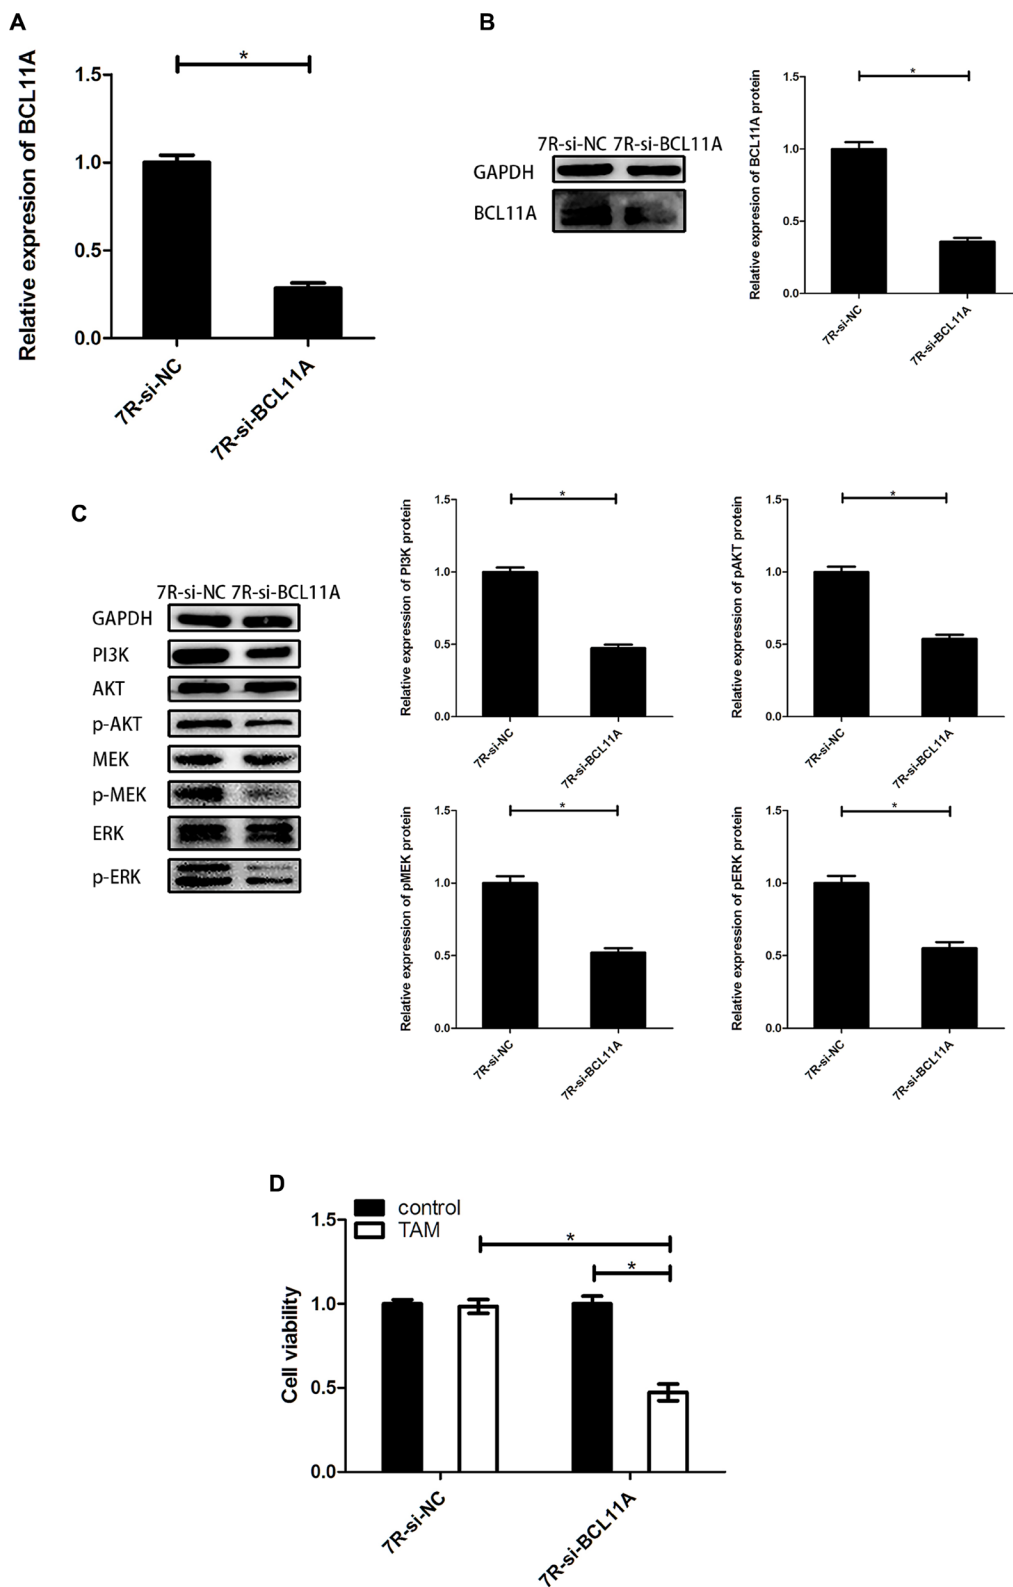 A
Relative expresion of BCL11A
1.5
1.0
0.5
0.0
*
7R-si-NC
7R-si-BCL11A
B
7R-si-NC 7R-si-BCL11A
GAPDH
BCL11A
Relative expresion of BCL11A protein
1.5
1.0
0.5
0.0
*
7R-si-NC
7R-si-BCL11A
C
7R-si-NC 7R-si-BCL11A
GAPDH
PI3K
AKT
p-AKT
MEK
p-MEK
ERK
p-ERK
Relative expression of PI3K protein
1.5
1.0
0.5
0.0
*
7R-si-NC
7R-si-BCL11A
Relative expression of pAKT protein
1.5
1.0
0.5
0.0
*
7R-si-NC
7R-si-BCL11A
Relative expression of pMEK protein
1.5
1.0
0.5
0.0
*
7R-si-NC
7R-si-BCL11A
Relative expression of pERK protein
1.5
1.0
0.5
0.0
*
7R-si-NC
7R-si-BCL11A
D
control
TAM
Cell viability
1.5
1.0
0.5
0.0
*
*
7R-si-NC
7R-si-BCL11A